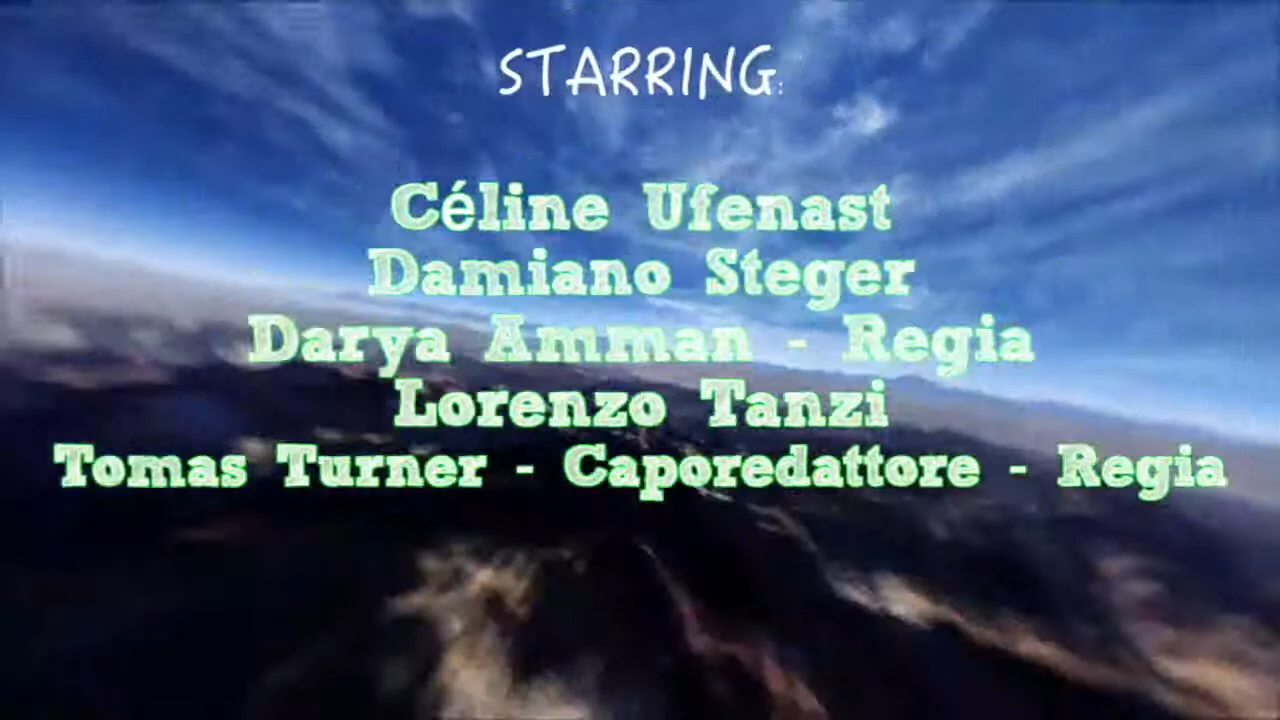 STARRING:
Céline Ufenast
Damiano Steger
Darya Amman - Regia
Lorenzo Tanzi
Tomas Turner - Caporedattore - Regia